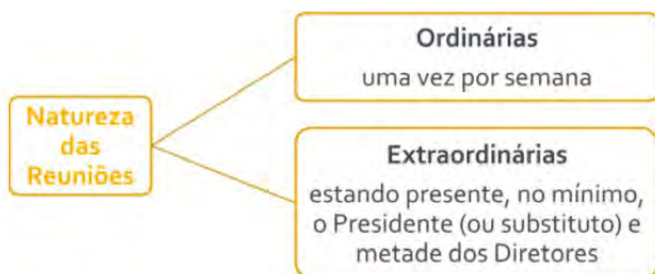 Natureza
das
Reuniões
Ordinárias
uma vez por semana
Extraordinárias
estando presente, no mínimo,
o Presidente (ou substituto) e
metade dos Diretores